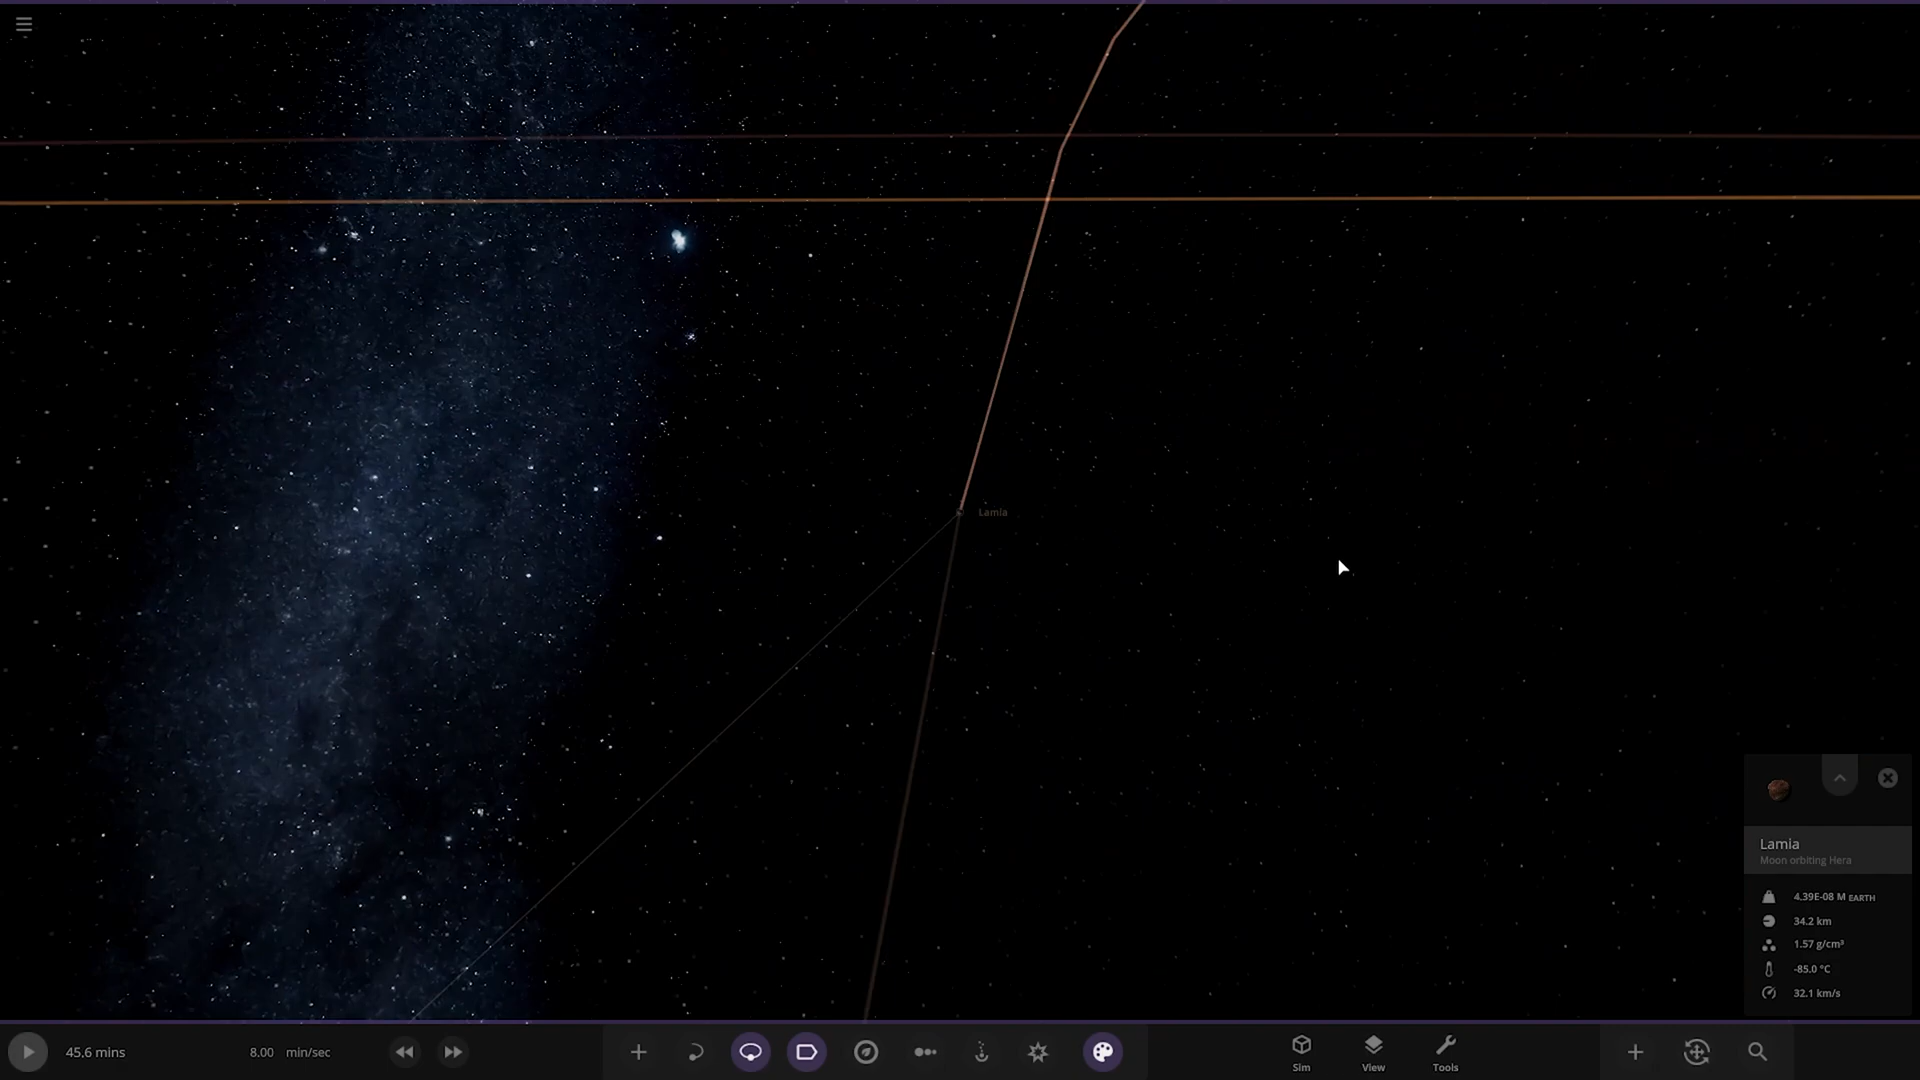 Lamia
Lamia
Moon orbiting Hera
4.39E-08 M EARTH
34.2 km
1.57 g/cm³
-85.0 °C
32.1 km/s
45.6 mins
8.00 min/sec
Sim
View
Tools